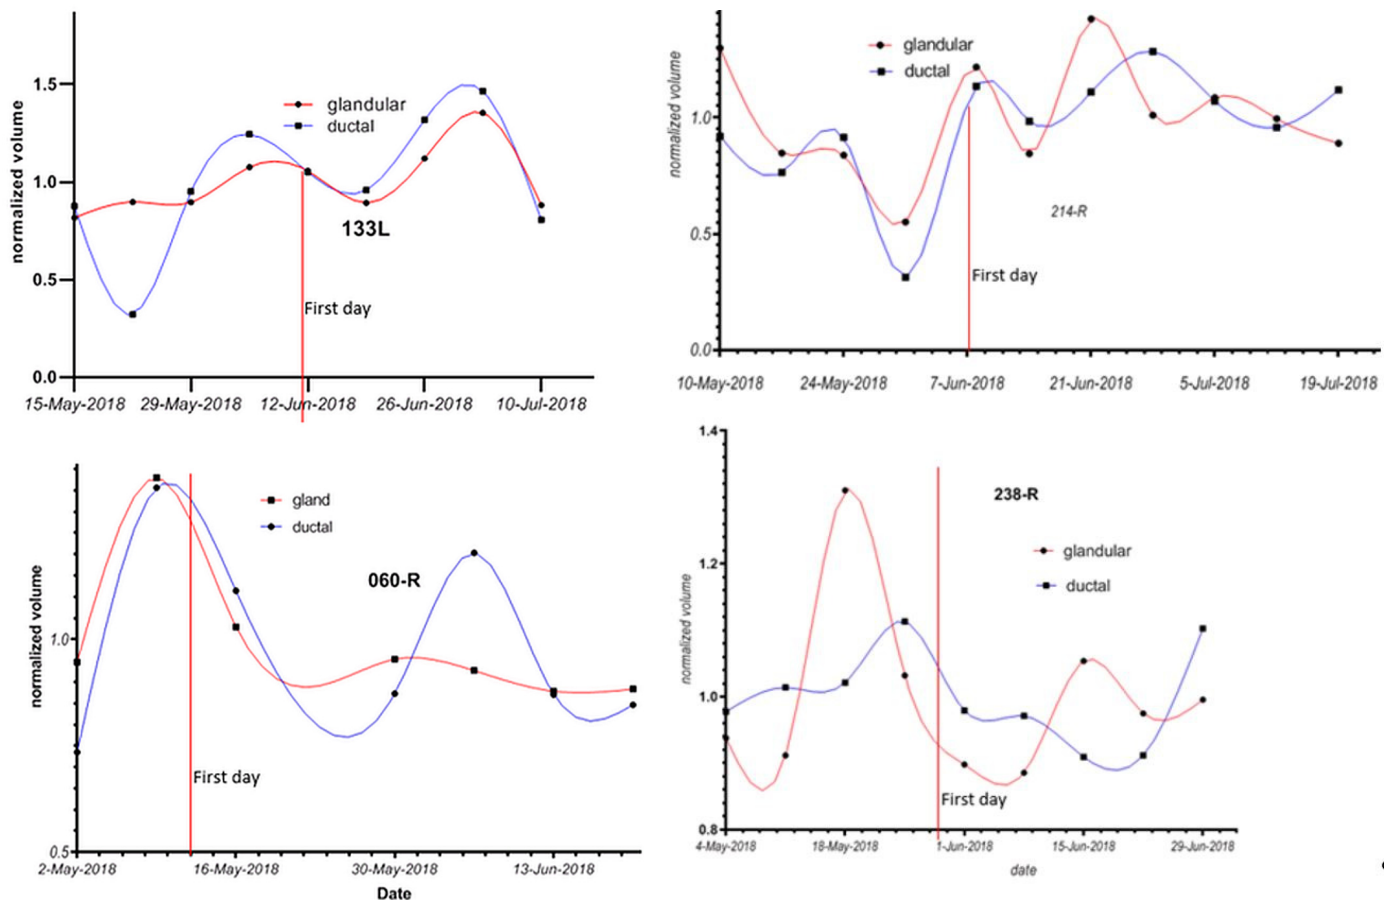 normalized volume
1.5
1.0
0.5
0.0
glandular
ductal
133L
First day
15-May-2018 29-May-2018 12-Jun-2018 26-Jun-2018 10-Jul-2018
normalized volume
1.0
0.5
0.0
glandular
ductal
214-R
First day
10-May-2018 24-May-2018 7-Jun-2018 21-Jun-2018 5-Jul-2018 19-Jul-2018
normalized volume
1.0
0.5
gland
ductal
060-R
First day
2-May-2018 16-May-2018 30-May-2018 13-Jun-2018
Date
normalized volume
1.4
1.2
1.0
0.8
238-R
glandular
ductal
First day
4-May-2018 18-May-2018 1-Jun-2018 15-Jun-2018 29-Jun-2018
date